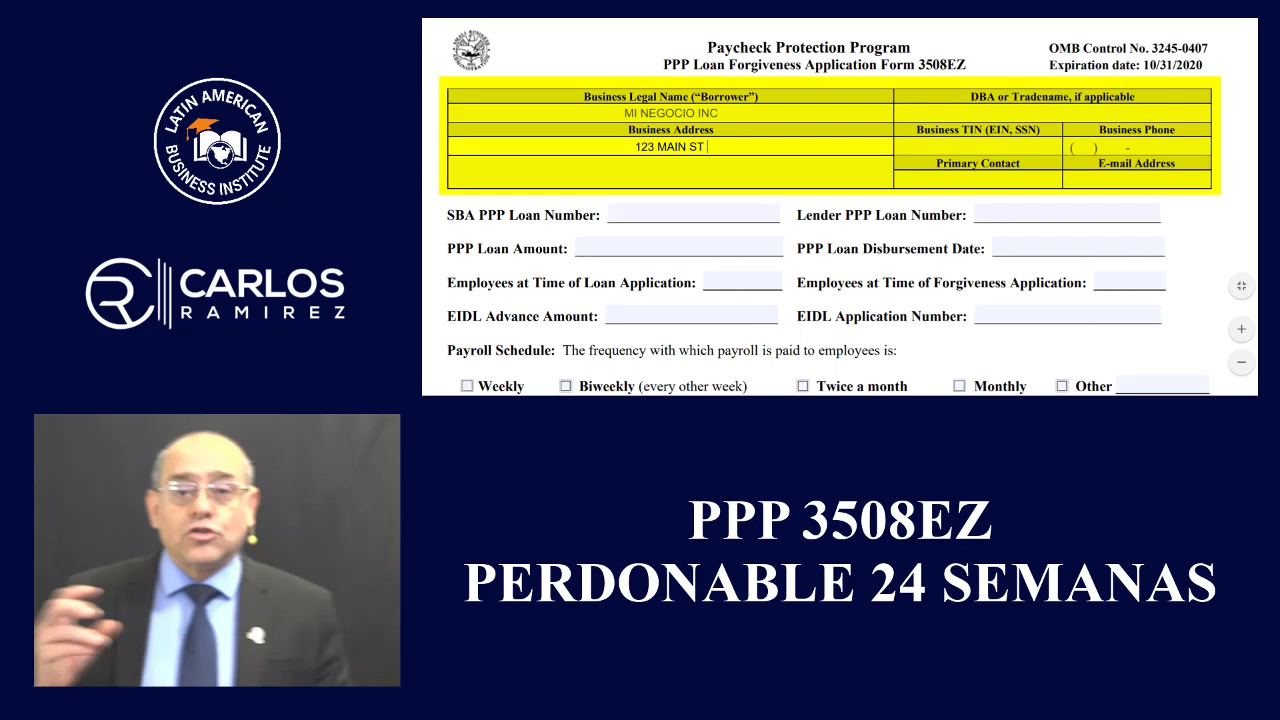 LATIN AMERICAN
BUSINESS INSTITUTE
CARLOS
RAMIREZ
Paycheck Protection Program
PPP Loan Forgiveness Application Form 3508EZ
OMB Control No. 3245-0407
Expiration date: 10/31/2020
Business Legal Name (“Borrower”)
DBA or Tradename, if applicable
MI NEGOCIO INC
Business Address
Business TIN (EIN, SSN)
Business Phone
123 MAIN ST
( ) -
Primary Contact
E-mail Address
SBA PPP Loan Number:
Lender PPP Loan Number:
PPP Loan Amount:
PPP Loan Disbursement Date:
Employees at Time of Loan Application:
Employees at Time of Forgiveness Application:
EIDL Advance Amount:
EIDL Application Number:
Payroll Schedule: The frequency with which payroll is paid to employees is:
Weekly
Biweekly (every other week)
Twice a month
Monthly
Other
PPP 3508EZ
PERDONABLE 24 SEMANAS